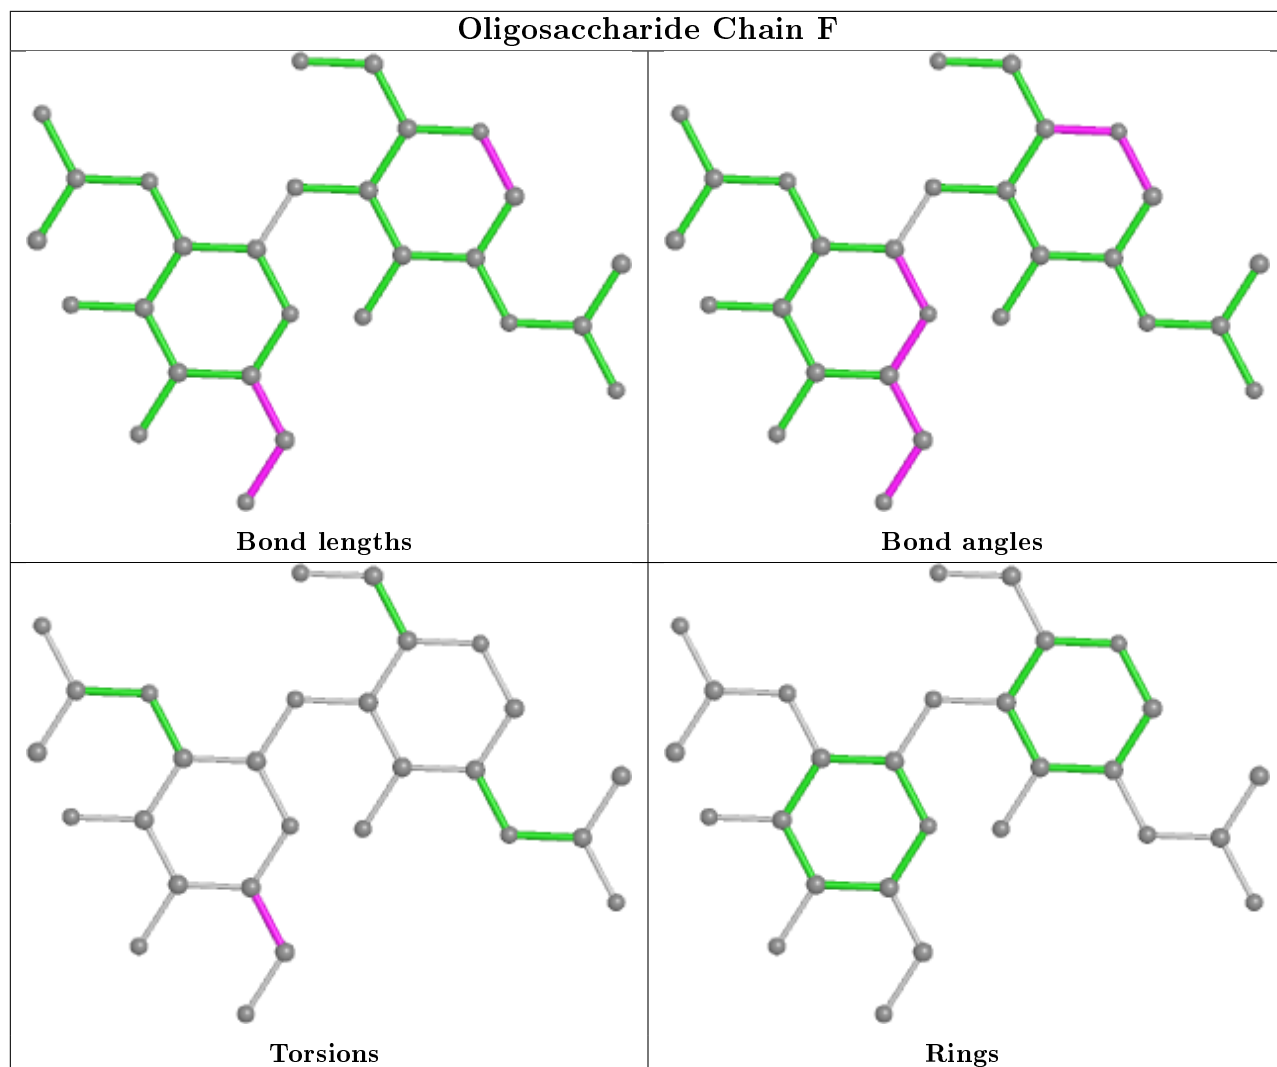 Oligosaccharide Chain F
Bond lengths
Bond angles
Torsions
Rings